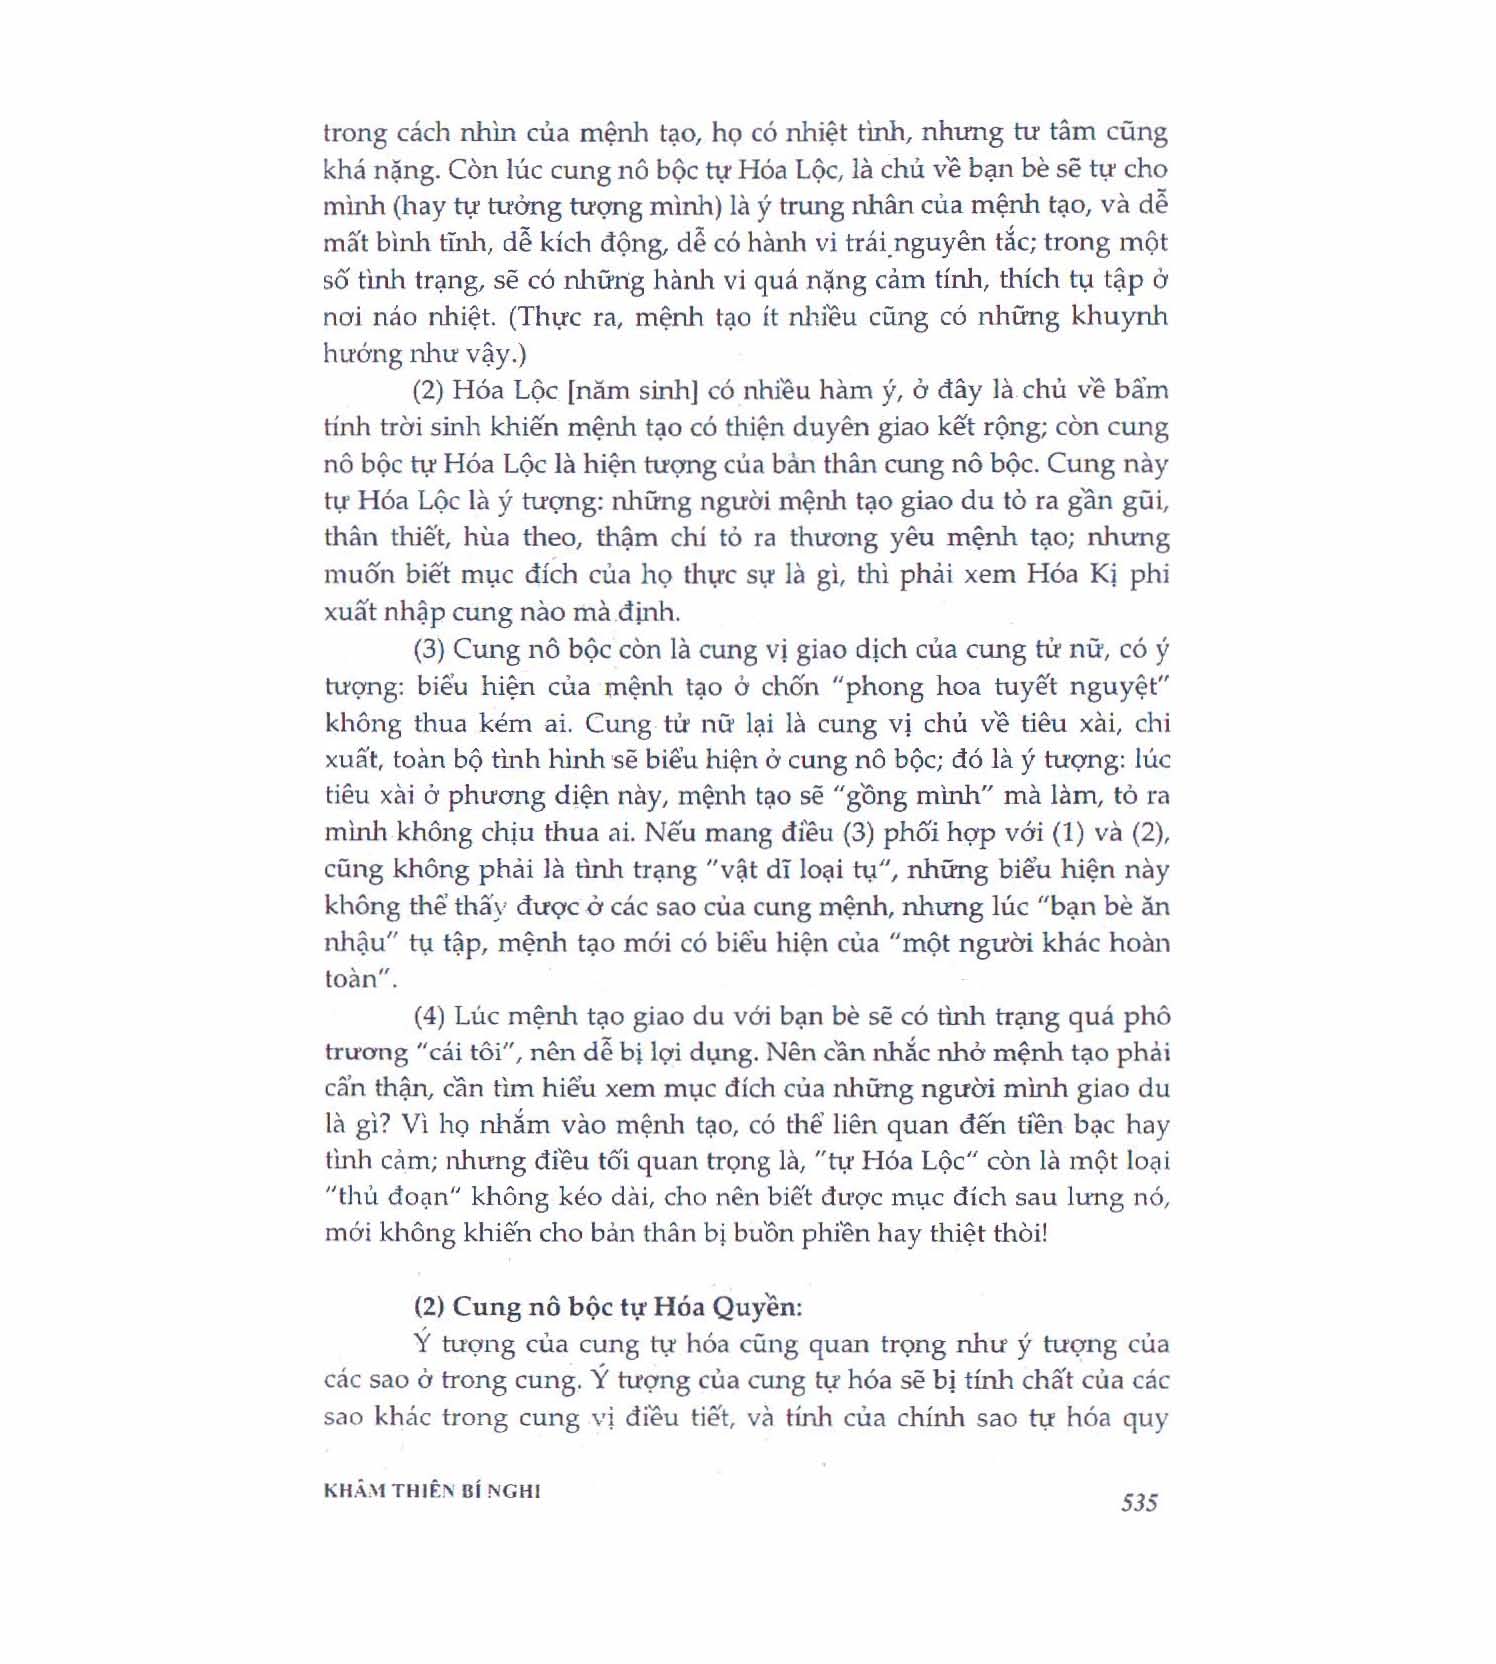 trong cách nhìn của mệnh tạo, họ có nhiệt tình, nhưng tư tâm cũng
khá nặng. Còn lúc cung nô bộc tự Hóa Lộc, là chủ về bạn bè sẽ tự cho
mình (hay tự tưởng tượng mình) là ý trung nhân của mệnh tạo, và dễ
mất bình tĩnh, dễ kích động, dễ có hành vi trái nguyên tắc; trong một
số tình trạng, sẽ có những hành vi quá nặng cảm tính, thích tụ tập ở
nơi náo nhiệt. (Thực ra, mệnh tạo ít nhiều cũng có những khuynh
hướng như vậy.)
(2) Hóa Lộc [năm sinh] có nhiều hàm ý, ở đây là chủ về bẩm
tính trời sinh khiến mệnh tạo có thiện duyên giao kết rộng; còn cung
nô bộc tự Hóa Lộc là hiện tượng của bản thân cung nô bộc. Cung này
tự Hóa Lộc là ý tượng: những người mệnh tạo giao du tỏ ra gần gũi,
thân thiết, hùa theo, thậm chí tỏ ra thương yêu mệnh tạo; nhưng
muốn biết mục đích của họ thực sự là gì, thì phải xem Hóa Kị phi
xuất nhập cung nào mà định.
(3) Cung nô bộc còn là cung vị giao dịch của cung tử nữ, có ý
tượng: biểu hiện của mệnh tạo ở chốn "phong hoa tuyết nguyệt"
không thua kém ai. Cung tử nữ lại là cung vị chủ về tiêu xài, chi
xuất, toàn bộ tình hình sẽ biểu hiện ở cung nô bộc; đó là ý tượng: lúc
tiêu xài ở phương diện này, mệnh tạo sẽ "gồng mình" mà làm, tỏ ra
mình không chịu thua ai. Nếu mang điều (3) phối hợp với (1) và (2),
cũng không phải là tình trạng "vật dĩ loại tụ", những biểu hiện này
không thể thấy được ở các sao của cung mệnh, nhưng lúc "bạn bè ăn
nhậu" tụ tập, mệnh tạo mới có biểu hiện của "một người khác hoàn
toàn".
(4) Lúc mệnh tạo giao du với bạn bè sẽ có tình trạng quá phô
trương "cái tôi", nên dễ bị lợi dụng. Nên cần nhắc nhở mệnh tạo phải
cẩn thận, cần tìm hiểu xem mục đích của những người mình giao du
là gì? Vì họ nhắm vào mệnh tạo, có thể liên quan đến tiền bạc hay
tình cảm; nhưng điều tối quan trọng là, "tự Hóa Lộc" còn là một loại
"thủ đoạn" không kéo dài, cho nên biết được mục đích sau lưng nó,
mới không khiến cho bản thân bị buồn phiền hay thiệt thòi!
(2) Cung nô bộc tự Hóa Quyền:
Ý tượng của cung tự hóa cũng quan trọng như ý tượng của
các sao ở trong cung. Ý tượng của cung tự hóa sẽ bị tính chất của các
sao khác trong cung vị điều tiết, và tính của chính sao tự hóa quy
KHÂM THIÊN BÍ NGHI
535